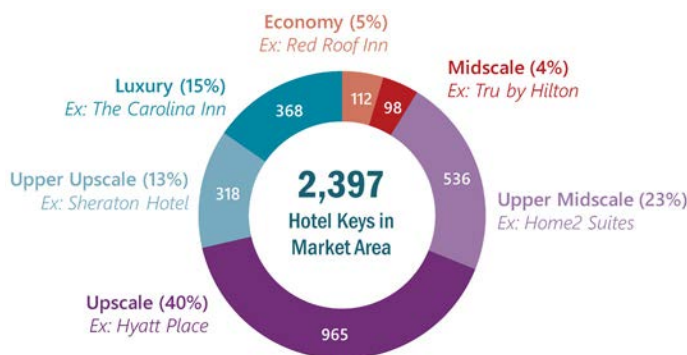 Economy (5%)
Ex: Red Roof Inn
Midscale (4%)
Ex: Tru by Hilton
Luxury (15%)
Ex: The Carolina Inn
112
98
368
536
Upper Upscale (13%)
Ex: Sheraton Hotel
318
2,397
Hotel Keys in
Market Area
Upper Midscale (23%)
Ex: Home2 Suites
Upscale (40%)
Ex: Hyatt Place
965